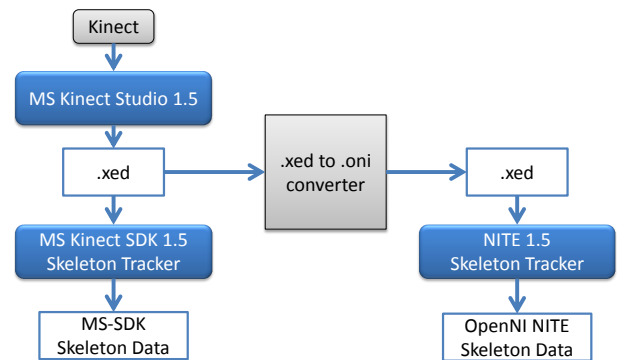 Kinect
MS Kinect Studio 1.5
.xed
.xed to .oni
converter
.xed
MS Kinect SDK 1.5
Skeleton Tracker
NITE 1.5
Skeleton Tracker
MS-SDK
Skeleton Data
OpenNI NITE
Skeleton Data